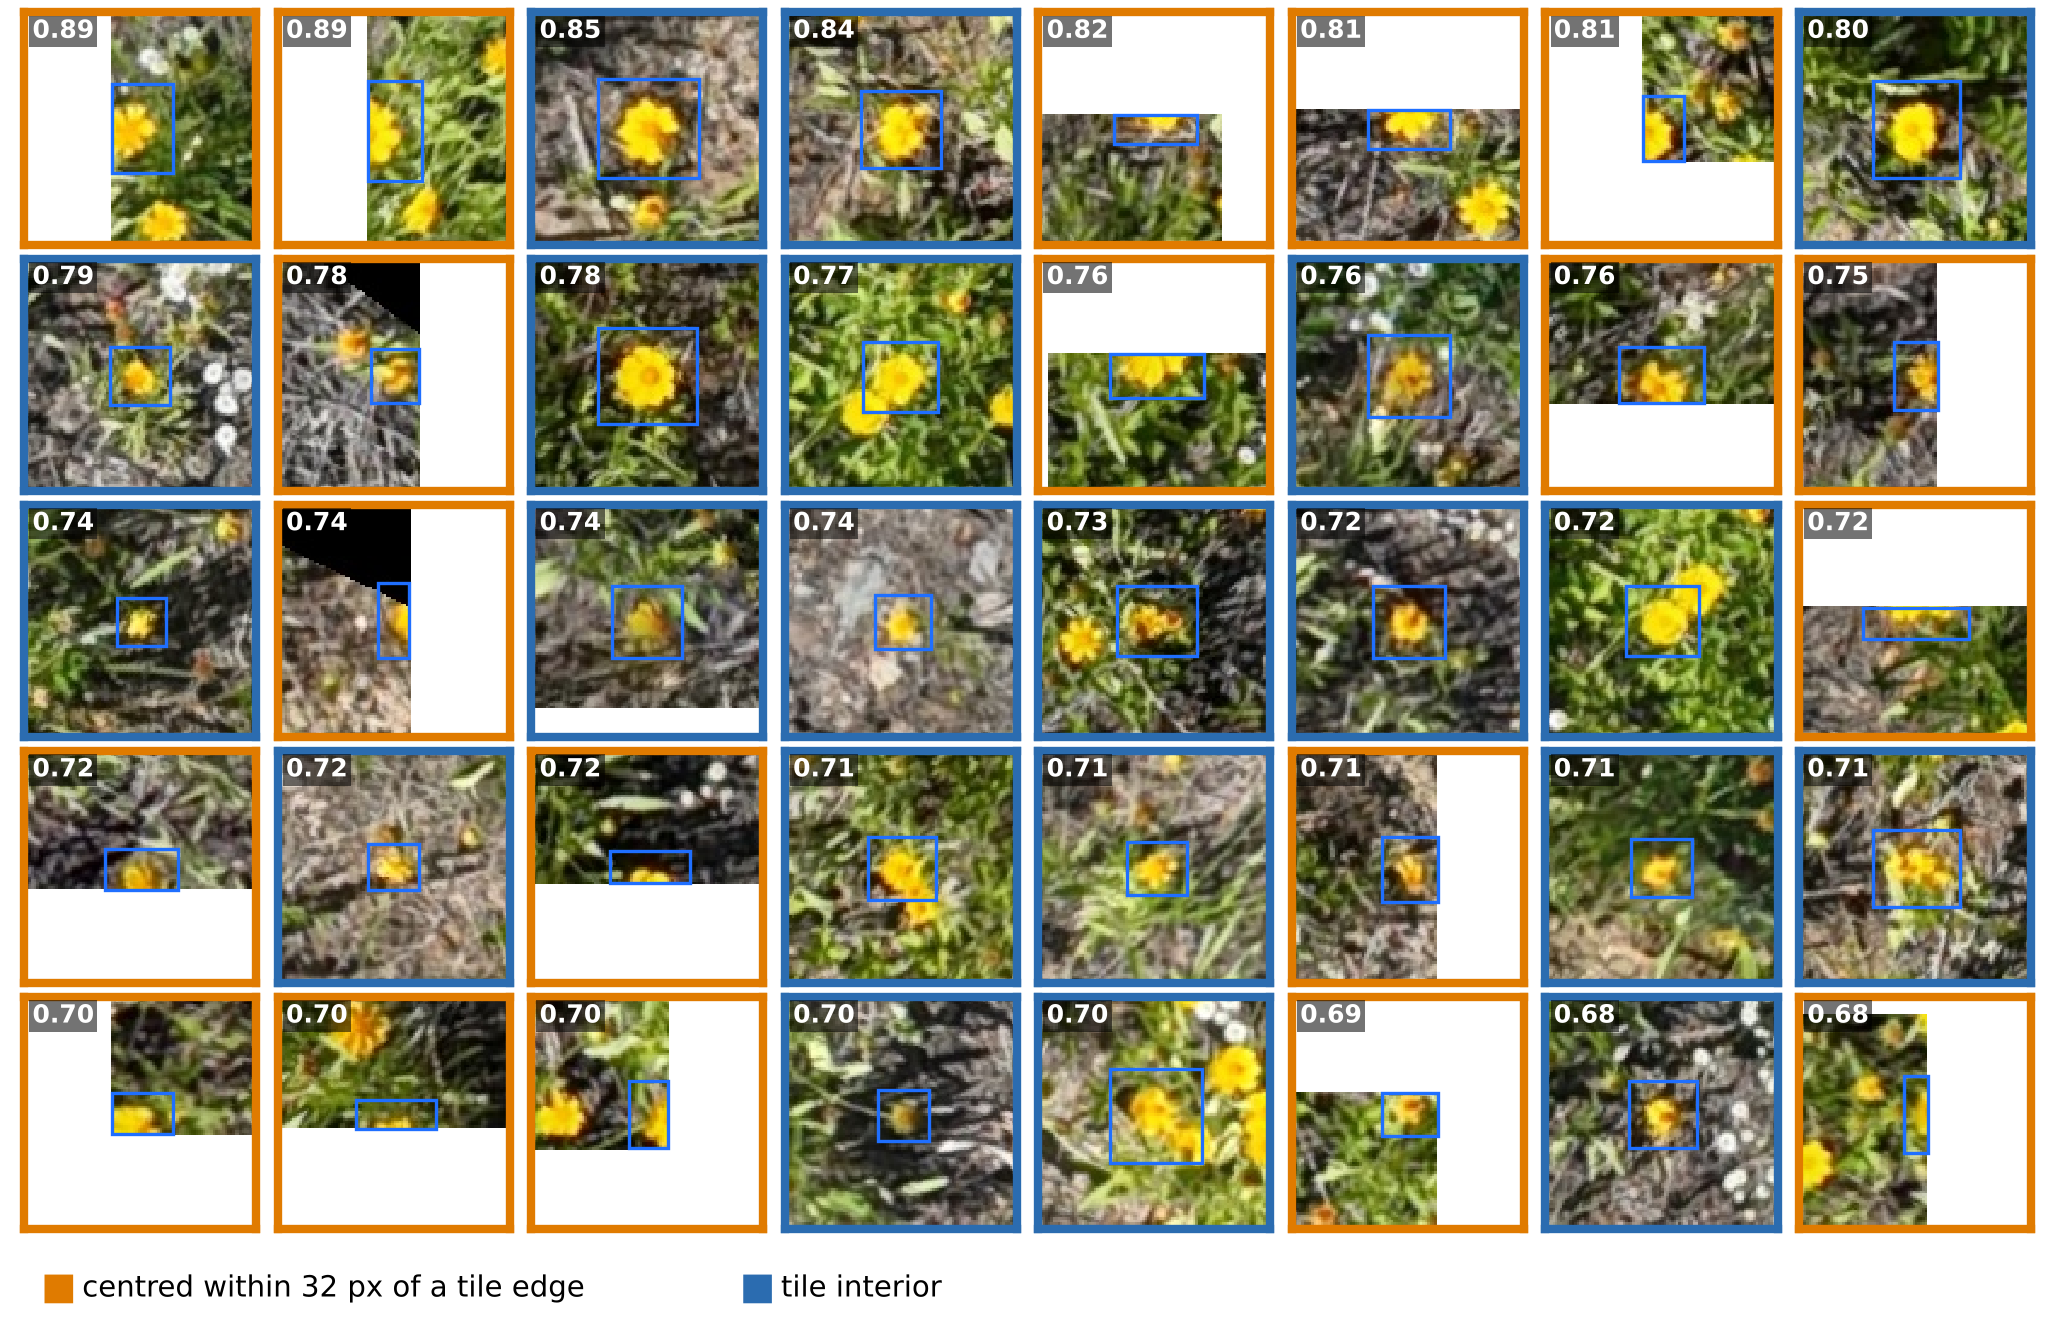 0.89 0.89 0.85 0.84 0.82 0.81 0.81 0.80
0.79 0.78 0.78 0.77 0.76 0.76 0.76 0.75
0.74 0.74 0.74 0.74 0.73 0.72 0.72 0.72
0.72 0.72 0.72 0.71 0.71 0.71 0.71 0.71
0.70 0.70 0.70 0.70 0.70 0.69 0.68 0.68
centred within 32 px of a tile edge tile interior